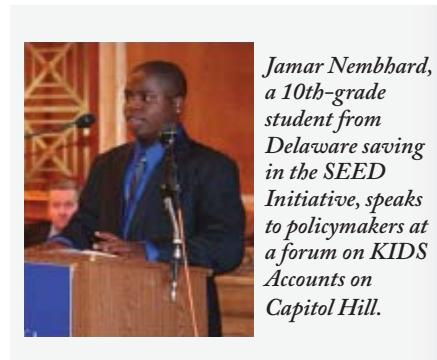 Jamar Nembhard,
a 10th-grade
student from
Delaware saving
in the SEED
Initiative, speaks
to policymakers at
a forum on KIDS
Accounts on
Capitol Hill.